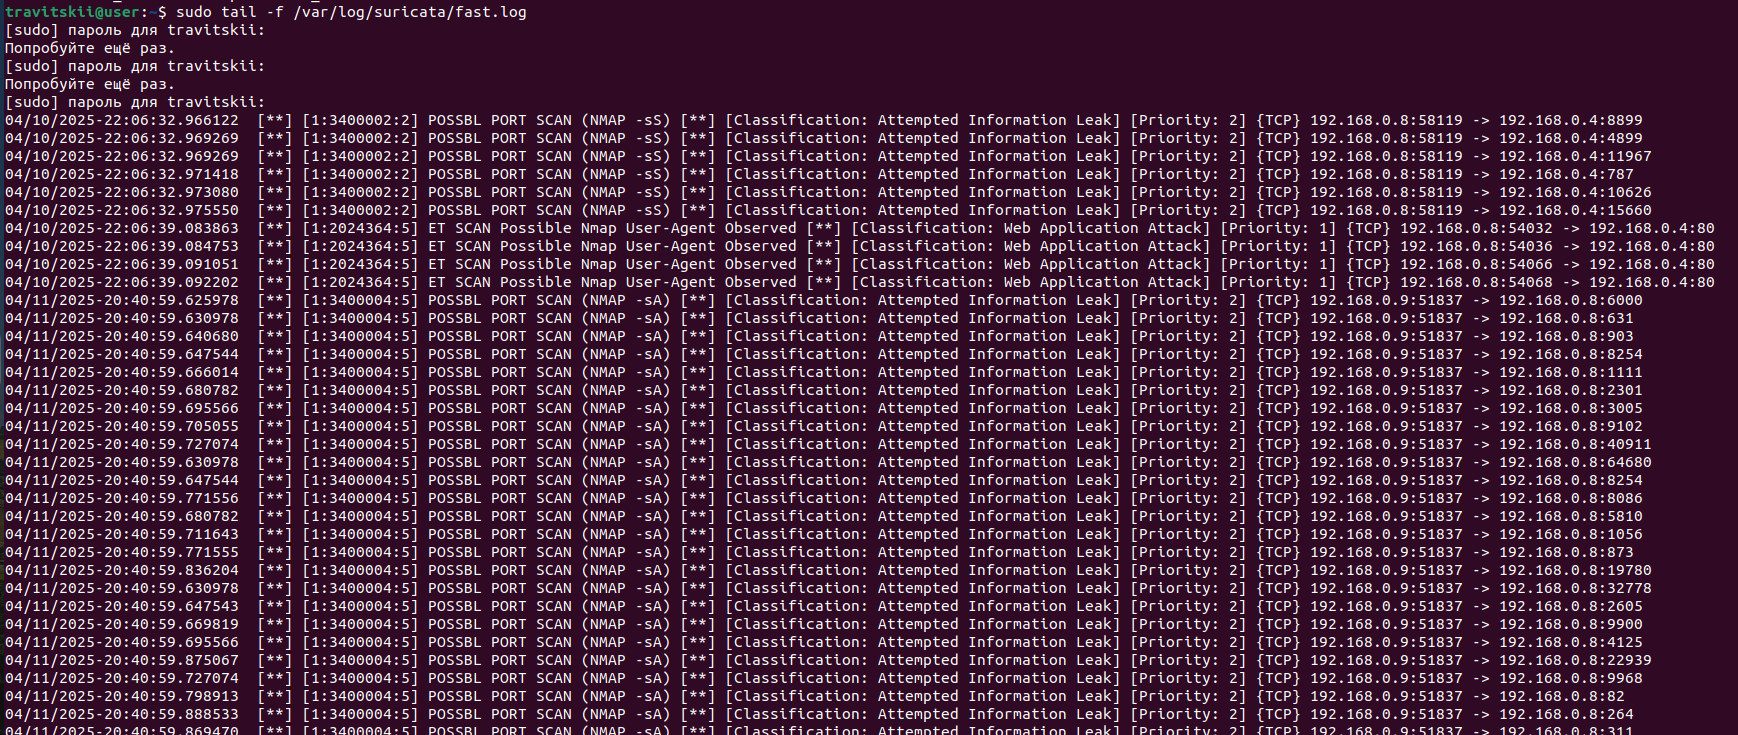 travitskii@user:~$ sudo tail -f /var/log/suricata/fast.log
[sudo] пароль для travitskii:
Попробуйте ещё раз.
[sudo] пароль для travitskii:
Попробуйте ещё раз.
[sudo] пароль для travitskii:
04/10/2025-22:06:32.966122  [**] [1:3400002:2] POSSBL PORT SCAN (NMAP -sS) [**] [Classification: Attempted Information Leak] [Priority: 2] {TCP} 192.168.0.8:58119 -> 192.168.0.4:8899
04/10/2025-22:06:32.969269  [**] [1:3400002:2] POSSBL PORT SCAN (NMAP -sS) [**] [Classification: Attempted Information Leak] [Priority: 2] {TCP} 192.168.0.8:58119 -> 192.168.0.4:4899
04/10/2025-22:06:32.969269  [**] [1:3400002:2] POSSBL PORT SCAN (NMAP -sS) [**] [Classification: Attempted Information Leak] [Priority: 2] {TCP} 192.168.0.8:58119 -> 192.168.0.4:11967
04/10/2025-22:06:32.971418  [**] [1:3400002:2] POSSBL PORT SCAN (NMAP -sS) [**] [Classification: Attempted Information Leak] [Priority: 2] {TCP} 192.168.0.8:58119 -> 192.168.0.4:787
04/10/2025-22:06:32.973080  [**] [1:3400002:2] POSSBL PORT SCAN (NMAP -sS) [**] [Classification: Attempted Information Leak] [Priority: 2] {TCP} 192.168.0.8:58119 -> 192.168.0.4:10626
04/10/2025-22:06:32.975550  [**] [1:3400002:2] POSSBL PORT SCAN (NMAP -sS) [**] [Classification: Attempted Information Leak] [Priority: 2] {TCP} 192.168.0.8:58119 -> 192.168.0.4:15660
04/10/2025-22:06:39.083863  [**] [1:2024364:5] ET SCAN Possible Nmap User-Agent Observed [**] [Classification: Web Application Attack] [Priority: 1] {TCP} 192.168.0.8:54032 -> 192.168.0.4:80
04/10/2025-22:06:39.084753  [**] [1:2024364:5] ET SCAN Possible Nmap User-Agent Observed [**] [Classification: Web Application Attack] [Priority: 1] {TCP} 192.168.0.8:54036 -> 192.168.0.4:80
04/10/2025-22:06:39.091051  [**] [1:2024364:5] ET SCAN Possible Nmap User-Agent Observed [**] [Classification: Web Application Attack] [Priority: 1] {TCP} 192.168.0.8:54066 -> 192.168.0.4:80
04/10/2025-22:06:39.092202  [**] [1:2024364:5] ET SCAN Possible Nmap User-Agent Observed [**] [Classification: Web Application Attack] [Priority: 1] {TCP} 192.168.0.8:54068 -> 192.168.0.4:80
04/11/2025-20:40:59.625978  [**] [1:3400004:5] POSSBL PORT SCAN (NMAP -sA) [**] [Classification: Attempted Information Leak] [Priority: 2] {TCP} 192.168.0.9:51837 -> 192.168.0.8:6000
04/11/2025-20:40:59.630978  [**] [1:3400004:5] POSSBL PORT SCAN (NMAP -sA) [**] [Classification: Attempted Information Leak] [Priority: 2] {TCP} 192.168.0.9:51837 -> 192.168.0.8:631
04/11/2025-20:40:59.640680  [**] [1:3400004:5] POSSBL PORT SCAN (NMAP -sA) [**] [Classification: Attempted Information Leak] [Priority: 2] {TCP} 192.168.0.9:51837 -> 192.168.0.8:903
04/11/2025-20:40:59.647544  [**] [1:3400004:5] POSSBL PORT SCAN (NMAP -sA) [**] [Classification: Attempted Information Leak] [Priority: 2] {TCP} 192.168.0.9:51837 -> 192.168.0.8:8254
04/11/2025-20:40:59.666014  [**] [1:3400004:5] POSSBL PORT SCAN (NMAP -sA) [**] [Classification: Attempted Information Leak] [Priority: 2] {TCP} 192.168.0.9:51837 -> 192.168.0.8:1111
04/11/2025-20:40:59.680782  [**] [1:3400004:5] POSSBL PORT SCAN (NMAP -sA) [**] [Classification: Attempted Information Leak] [Priority: 2] {TCP} 192.168.0.9:51837 -> 192.168.0.8:2301
04/11/2025-20:40:59.695566  [**] [1:3400004:5] POSSBL PORT SCAN (NMAP -sA) [**] [Classification: Attempted Information Leak] [Priority: 2] {TCP} 192.168.0.9:51837 -> 192.168.0.8:3005
04/11/2025-20:40:59.705055  [**] [1:3400004:5] POSSBL PORT SCAN (NMAP -sA) [**] [Classification: Attempted Information Leak] [Priority: 2] {TCP} 192.168.0.9:51837 -> 192.168.0.8:9102
04/11/2025-20:40:59.727074  [**] [1:3400004:5] POSSBL PORT SCAN (NMAP -sA) [**] [Classification: Attempted Information Leak] [Priority: 2] {TCP} 192.168.0.9:51837 -> 192.168.0.8:40911
04/11/2025-20:40:59.630978  [**] [1:3400004:5] POSSBL PORT SCAN (NMAP -sA) [**] [Classification: Attempted Information Leak] [Priority: 2] {TCP} 192.168.0.9:51837 -> 192.168.0.8:64680
04/11/2025-20:40:59.647544  [**] [1:3400004:5] POSSBL PORT SCAN (NMAP -sA) [**] [Classification: Attempted Information Leak] [Priority: 2] {TCP} 192.168.0.9:51837 -> 192.168.0.8:8254
04/11/2025-20:40:59.771556  [**] [1:3400004:5] POSSBL PORT SCAN (NMAP -sA) [**] [Classification: Attempted Information Leak] [Priority: 2] {TCP} 192.168.0.9:51837 -> 192.168.0.8:8086
04/11/2025-20:40:59.680782  [**] [1:3400004:5] POSSBL PORT SCAN (NMAP -sA) [**] [Classification: Attempted Information Leak] [Priority: 2] {TCP} 192.168.0.9:51837 -> 192.168.0.8:5810
04/11/2025-20:40:59.711643  [**] [1:3400004:5] POSSBL PORT SCAN (NMAP -sA) [**] [Classification: Attempted Information Leak] [Priority: 2] {TCP} 192.168.0.9:51837 -> 192.168.0.8:1056
04/11/2025-20:40:59.771555  [**] [1:3400004:5] POSSBL PORT SCAN (NMAP -sA) [**] [Classification: Attempted Information Leak] [Priority: 2] {TCP} 192.168.0.9:51837 -> 192.168.0.8:873
04/11/2025-20:40:59.836204  [**] [1:3400004:5] POSSBL PORT SCAN (NMAP -sA) [**] [Classification: Attempted Information Leak] [Priority: 2] {TCP} 192.168.0.9:51837 -> 192.168.0.8:19780
04/11/2025-20:40:59.630978  [**] [1:3400004:5] POSSBL PORT SCAN (NMAP -sA) [**] [Classification: Attempted Information Leak] [Priority: 2] {TCP} 192.168.0.9:51837 -> 192.168.0.8:32778
04/11/2025-20:40:59.647543  [**] [1:3400004:5] POSSBL PORT SCAN (NMAP -sA) [**] [Classification: Attempted Information Leak] [Priority: 2] {TCP} 192.168.0.9:51837 -> 192.168.0.8:2605
04/11/2025-20:40:59.669819  [**] [1:3400004:5] POSSBL PORT SCAN (NMAP -sA) [**] [Classification: Attempted Information Leak] [Priority: 2] {TCP} 192.168.0.9:51837 -> 192.168.0.8:9900
04/11/2025-20:40:59.695566  [**] [1:3400004:5] POSSBL PORT SCAN (NMAP -sA) [**] [Classification: Attempted Information Leak] [Priority: 2] {TCP} 192.168.0.9:51837 -> 192.168.0.8:4125
04/11/2025-20:40:59.875067  [**] [1:3400004:5] POSSBL PORT SCAN (NMAP -sA) [**] [Classification: Attempted Information Leak] [Priority: 2] {TCP} 192.168.0.9:51837 -> 192.168.0.8:22939
04/11/2025-20:40:59.727074  [**] [1:3400004:5] POSSBL PORT SCAN (NMAP -sA) [**] [Classification: Attempted Information Leak] [Priority: 2] {TCP} 192.168.0.9:51837 -> 192.168.0.8:9968
04/11/2025-20:40:59.798913  [**] [1:3400004:5] POSSBL PORT SCAN (NMAP -sA) [**] [Classification: Attempted Information Leak] [Priority: 2] {TCP} 192.168.0.9:51837 -> 192.168.0.8:82
04/11/2025-20:40:59.888533  [**] [1:3400004:5] POSSBL PORT SCAN (NMAP -sA) [**] [Classification: Attempted Information Leak] [Priority: 2] {TCP} 192.168.0.9:51837 -> 192.168.0.8:264
04/11/2025-20:40:59.869470  [**] [1:3400004:5] POSSBL PORT SCAN (NMAP -sA) [**] [Classification: Attempted Information Leak] [Priority: 2] {TCP} 192.168.0.9:51837 -> 192.168.0.8:311